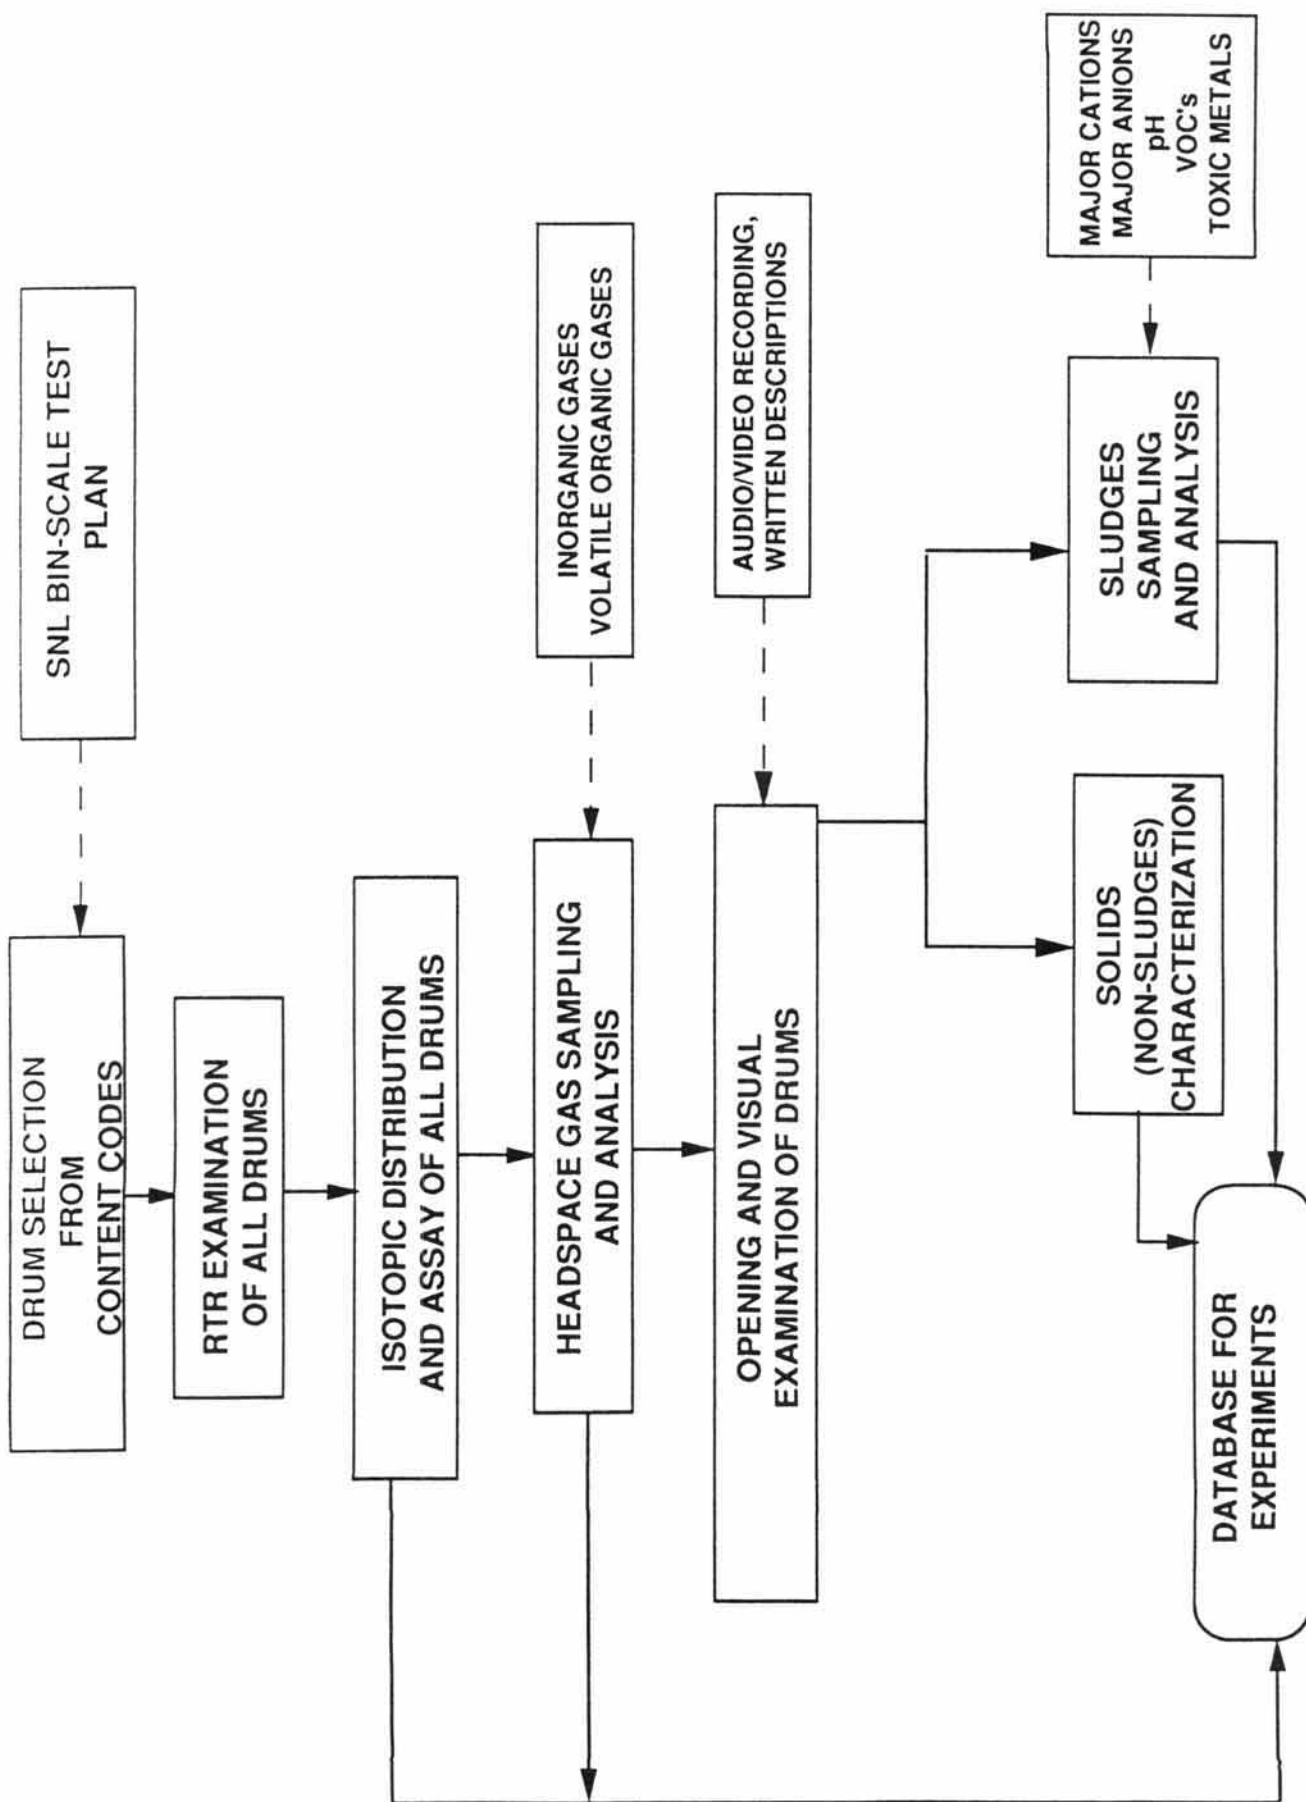 DRUM SELECTION
FROM
CONTENT CODES
SNL BIN-SCALE TEST
PLAN
RTR EXAMINATION
OF ALL DRUMS
ISOTOPIC DISTRIBUTION
AND ASSAY OF ALL DRUMS
HEADSPACE GAS SAMPLING
AND ANALYSIS
INORGANIC GASES
VOLATILE ORGANIC GASES
OPENING AND VISUAL
EXAMINATION OF DRUMS
AUDIO/VIDEO RECORDING,
WRITTEN DESCRIPTIONS
SOLIDS
(NON-SLUDGES)
CHARACTERIZATION
SLUDGES
SAMPLING
AND ANALYSIS
MAJOR CATIONS
MAJOR ANIONS
pH
VOC's
TOXIC METALS
DATABASE FOR
EXPERIMENTS